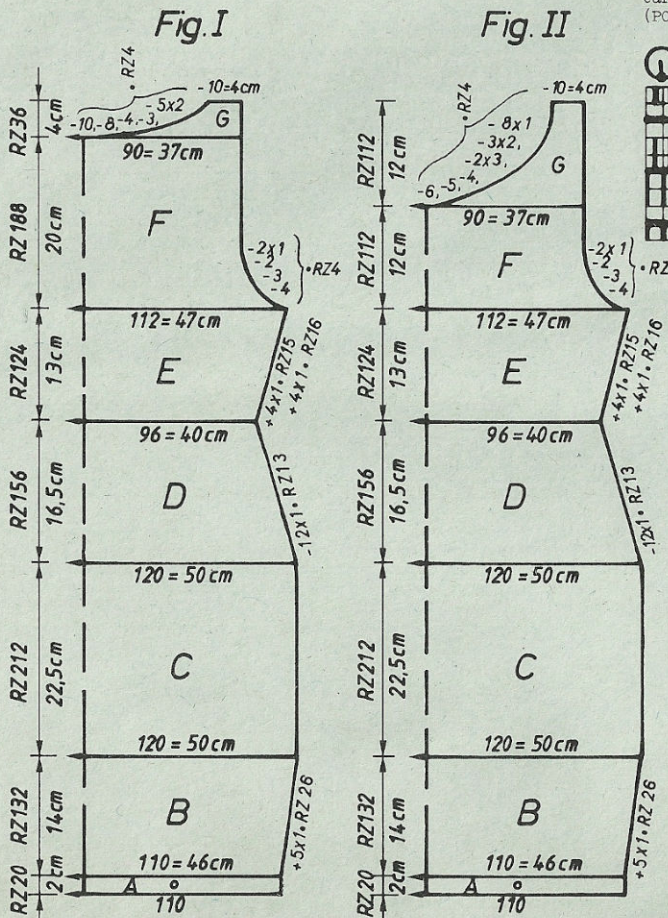 Fig.I
• RZ4
-10=4cm
-5x2
-10,-8,-4,-3,
G
RZ36
4cm
90=37cm
F
RZ188
20cm
-2x1
-2
-3
-4
•RZ4
112=47cm
E
RZ124
13cm
+4x1•RZ15
+4x1•RZ16
96=40cm
D
RZ156
16,5cm
-12x1•RZ13
120=50cm
C
RZ212
22,5cm
120=50cm
B
RZ132
14cm
+5x1•RZ26
110=46cm
RZ20
2cm
A
o
110
Fig. II
•RZ4
-10=4cm
-8x1
-3x2,
-2x3,
-6,-5,-4,
G
RZ112
12cm
90=37cm
F
RZ112
12cm
-2x1
-2
-3
-4
•RZ
112=47cm
E
RZ124
13cm
+4x1•RZ15
+4x1•RZ16
96=40cm
D
RZ156
16,5cm
-12x1•RZ13
120=50cm
C
RZ212
22,5cm
120=50cm
B
RZ132
14cm
+5x1•RZ26
110=46cm
RZ20
2cm
A
o
110
(PO